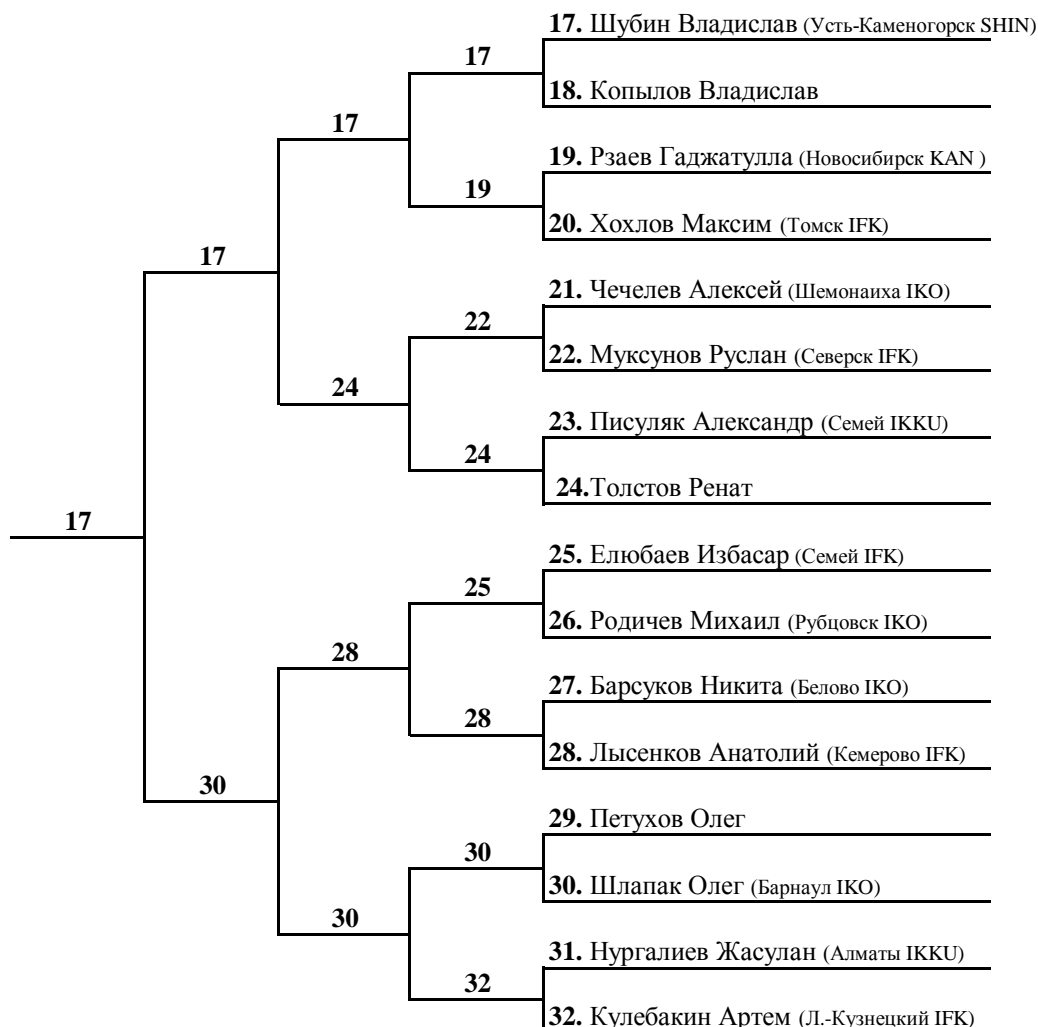 17. Шубин Владислав (Усть-Каменогорск SHIN)
17
18. Копылов Владислав
17
19. Рзаев Гаджатулла (Новосибирск KAN )
19
20. Хохлов Максим (Томск IFK)
17
21. Чечелев Алексей (Шемонаиха IKO)
22
22. Муксунов Руслан (Северск IFK)
24
23. Писуляк Александр (Семей IKKU)
24
24.Толстов Ренат
17
25. Елюбаев Избасар (Семей IFK)
25
26. Родичев Михаил (Рубцовск IKO)
28
27. Барсуков Никита (Белово IKO)
28
28. Лысенков Анатолий (Кемерово IFK)
30
29. Петухов Олег
30
30. Шлапак Олег (Барнаул IKO)
30
31. Нургалиев Жасулан (Алматы IKKU)
32
32. Кулебакин Артем (Л.-Кузнецкий IFK)